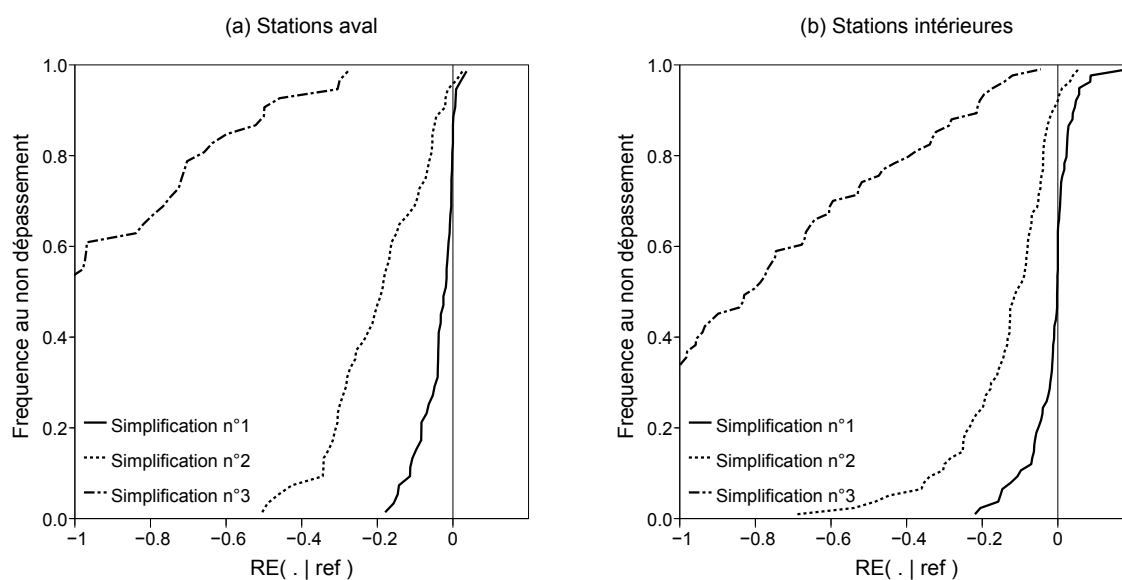 (a) Stations aval
Frequence au non dépassement
1.0
0.8
0.6
0.4
0.2
0.0
Simplification n°1
Simplification n°2
Simplification n°3
−1
−0.8
−0.6
−0.4
−0.2
0
RE( . | ref )
(b) Stations intérieures
Frequence au non dépassement
1.0
0.8
0.6
0.4
0.2
0.0
Simplification n°1
Simplification n°2
Simplification n°3
−1
−0.8
−0.6
−0.4
−0.2
0
RE( . | ref )